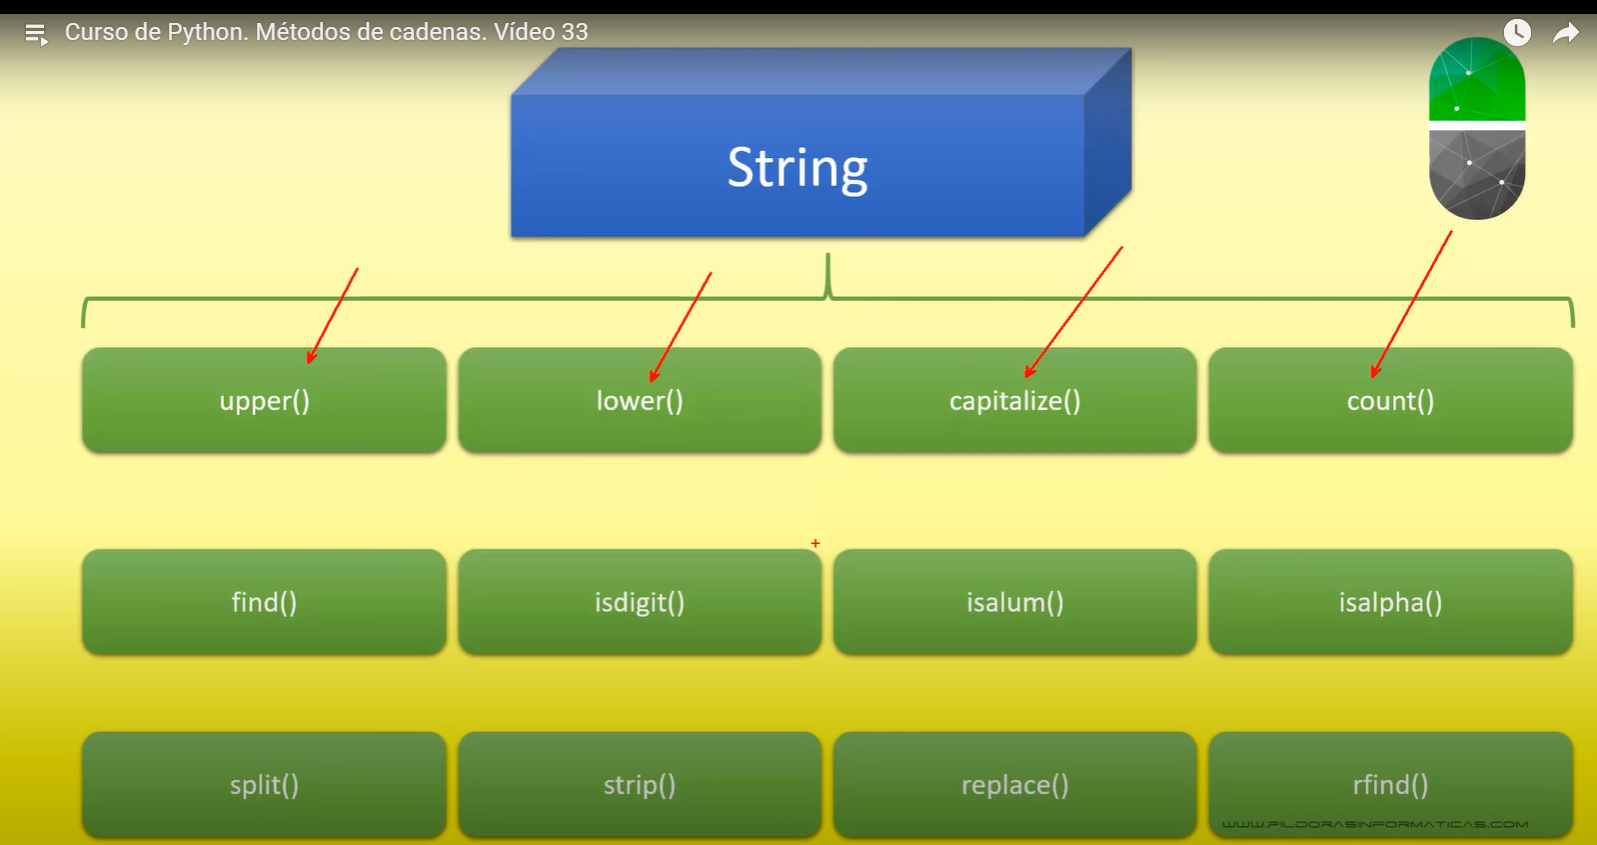 Curso de Python. Métodos de cadenas. Vídeo 33
String
upper()
lower()
capitalize()
count()
find()
isdigit()
isalum()
isalpha()
split()
strip()
replace()
rfind()
WWW.PILDORASINFORMATICAS.COM